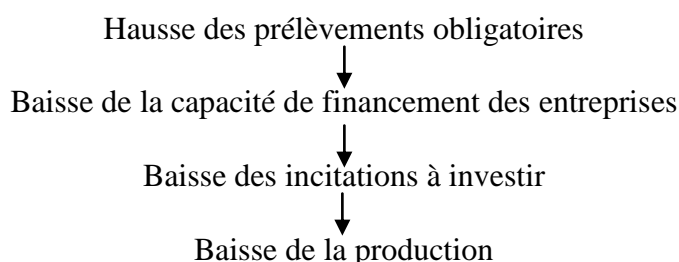 Hausse des prélèvements obligatoires
Baisse de la capacité de financement des entreprises
Baisse des incitations à investir
Baisse de la production